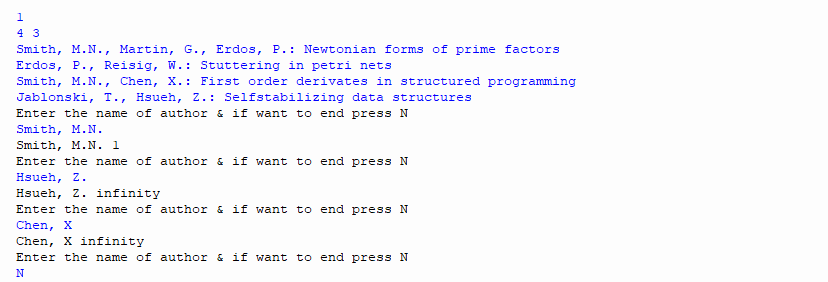 1
4 3
Smith, M.N., Martin, G., Erdos, P.: Newtonian forms of prime factors
Erdos, P., Reisig, W.: Stuttering in petri nets
Smith, M.N., Chen, X.: First order derivates in structured programming
Jablonski, T., Hsueh, Z.: Selfstabilizing data structures
Enter the name of author & if want to end press N
Smith, M.N.
Smith, M.N. 1
Enter the name of author & if want to end press N
Hsueh, Z.
Hsueh, Z. infinity
Enter the name of author & if want to end press N
Chen, X
Chen, X infinity
Enter the name of author & if want to end press N
N